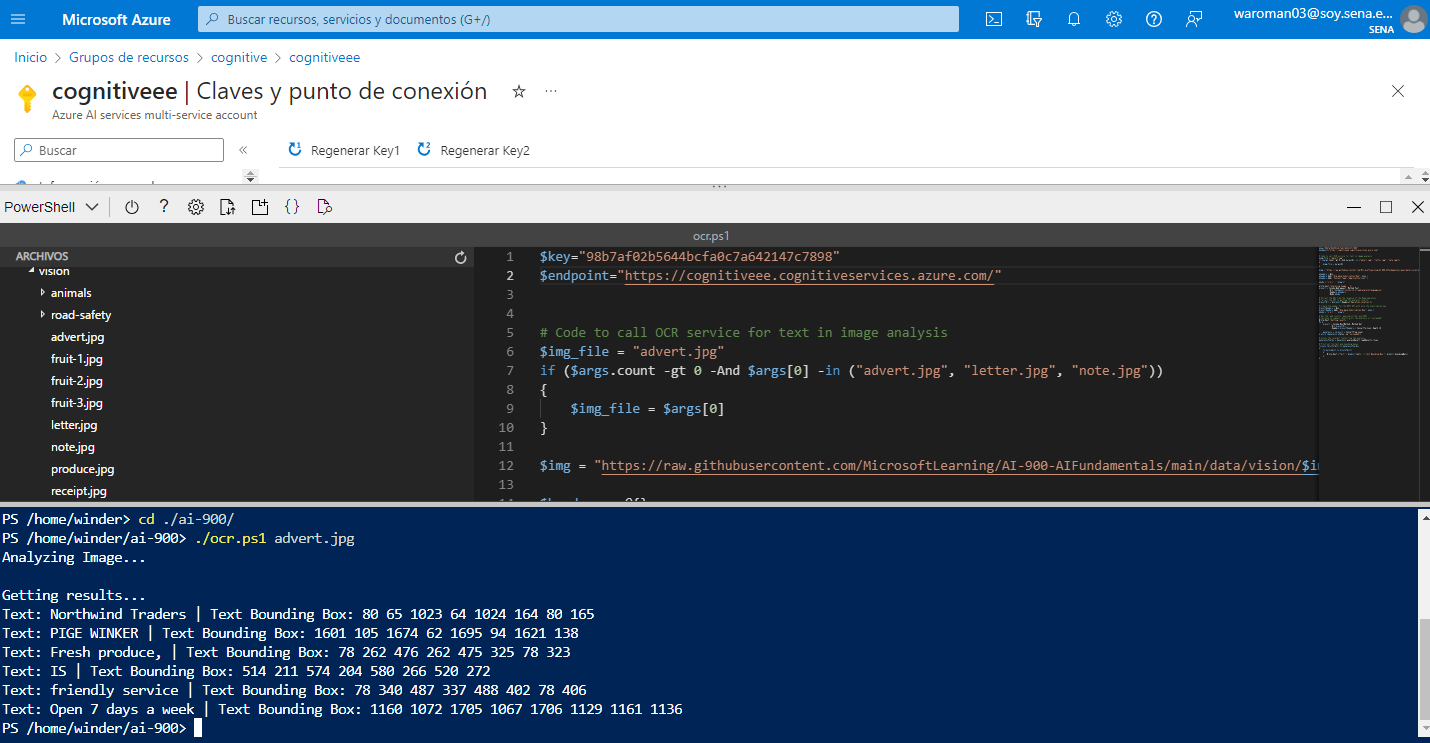 Microsoft Azure
Buscar recursos, servicios y documentos (G+/)
waroman03@soy.sena.e...
SENA
Inicio > Grupos de recursos > cognitive > cognitiveee
cognitiveee | Claves y punto de conexión
Azure AI services multi-service account
Buscar
Regenerar Key1
Regenerar Key2
PowerShell
ocr.ps1
ARCHIVOS
vision
animals
road-safety
advert.jpg
fruit-1.jpg
fruit-2.jpg
fruit-3.jpg
letter.jpg
note.jpg
produce.jpg
receipt.jpg
1 $key="98b7af02b5644bcfa0c7a642147c7898"
2 $endpoint="https://cognitiveee.cognitiveservices.azure.com/"
3
4
5 # Code to call OCR service for text in image analysis
6 $img_file = "advert.jpg"
7 if ($args.count -gt 0 -And $args[0] -in ("advert.jpg", "letter.jpg", "note.jpg"))
8 {
9 $img_file = $args[0]
10 }
11
12 $img = "https://raw.githubusercontent.com/MicrosoftLearning/AI-900-AIFundamentals/main/data/vision/$i
13
PS /home/winder> cd ./ai-900/
PS /home/winder/ai-900> ./ocr.ps1 advert.jpg
Analyzing Image...
Getting results...
Text: Northwind Traders | Text Bounding Box: 80 65 1023 64 1024 164 80 165
Text: PIGE WINKER | Text Bounding Box: 1601 105 1674 62 1695 94 1621 138
Text: Fresh produce, | Text Bounding Box: 78 262 476 262 475 325 78 323
Text: IS | Text Bounding Box: 514 211 574 204 580 266 520 272
Text: friendly service | Text Bounding Box: 78 340 487 337 488 402 78 406
Text: Open 7 days a week | Text Bounding Box: 1160 1072 1705 1067 1706 1129 1161 1136
PS /home/winder/ai-900>